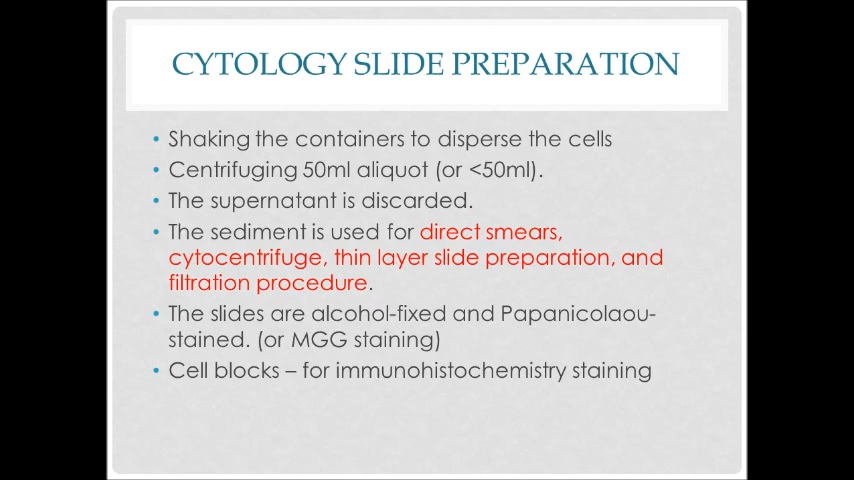 CYTOLOGY SLIDE PREPARATION
• Shaking the containers to disperse the cells
• Centrifuging 50ml aliquot (or <50ml).
• The supernatant is discarded.
• The sediment is used for direct smears,
cytocentrifuge, thin layer slide preparation, and
filtration procedure.
• The slides are alcohol-fixed and Papanicolaou-
stained. (or MGG staining)
• Cell blocks – for immunohistochemistry staining